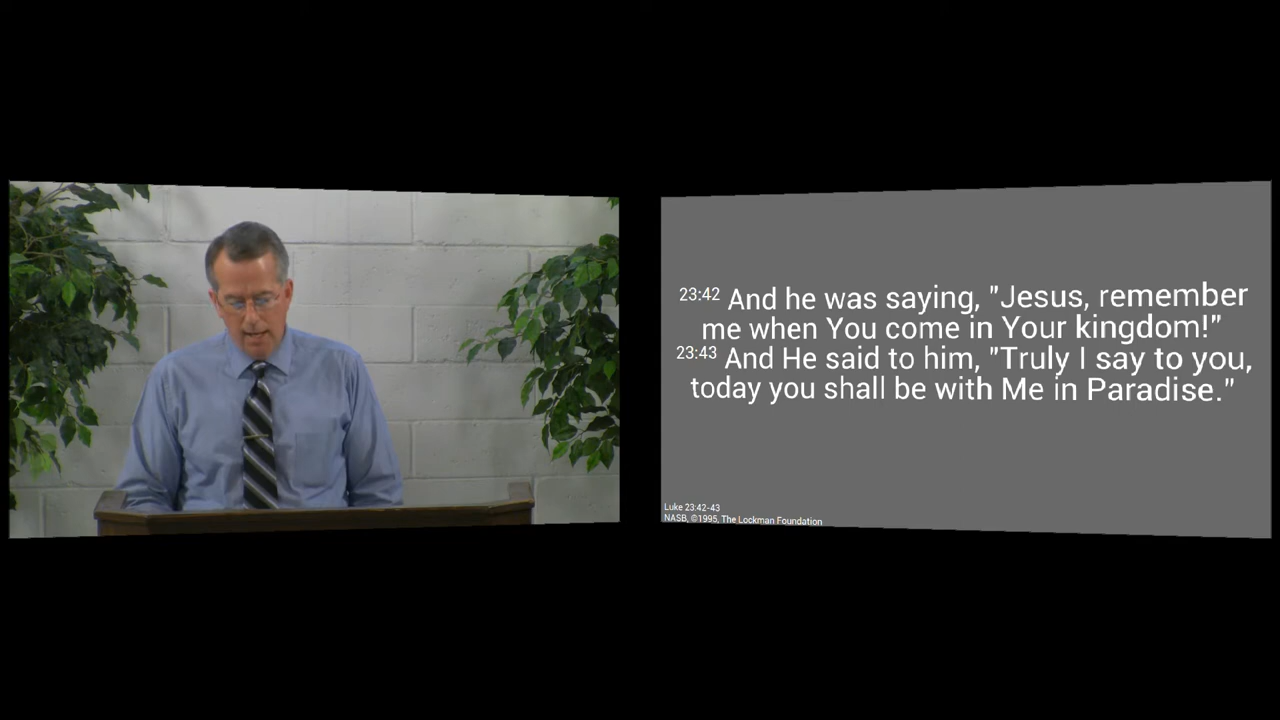 23:42 And he was saying, "Jesus, remember
me when You come in Your kingdom!"
23:43 And He said to him, "Truly I say to you,
today you shall be with Me in Paradise."
Luke 23:42-43
NASB, ©1995, The Lockman Foundation